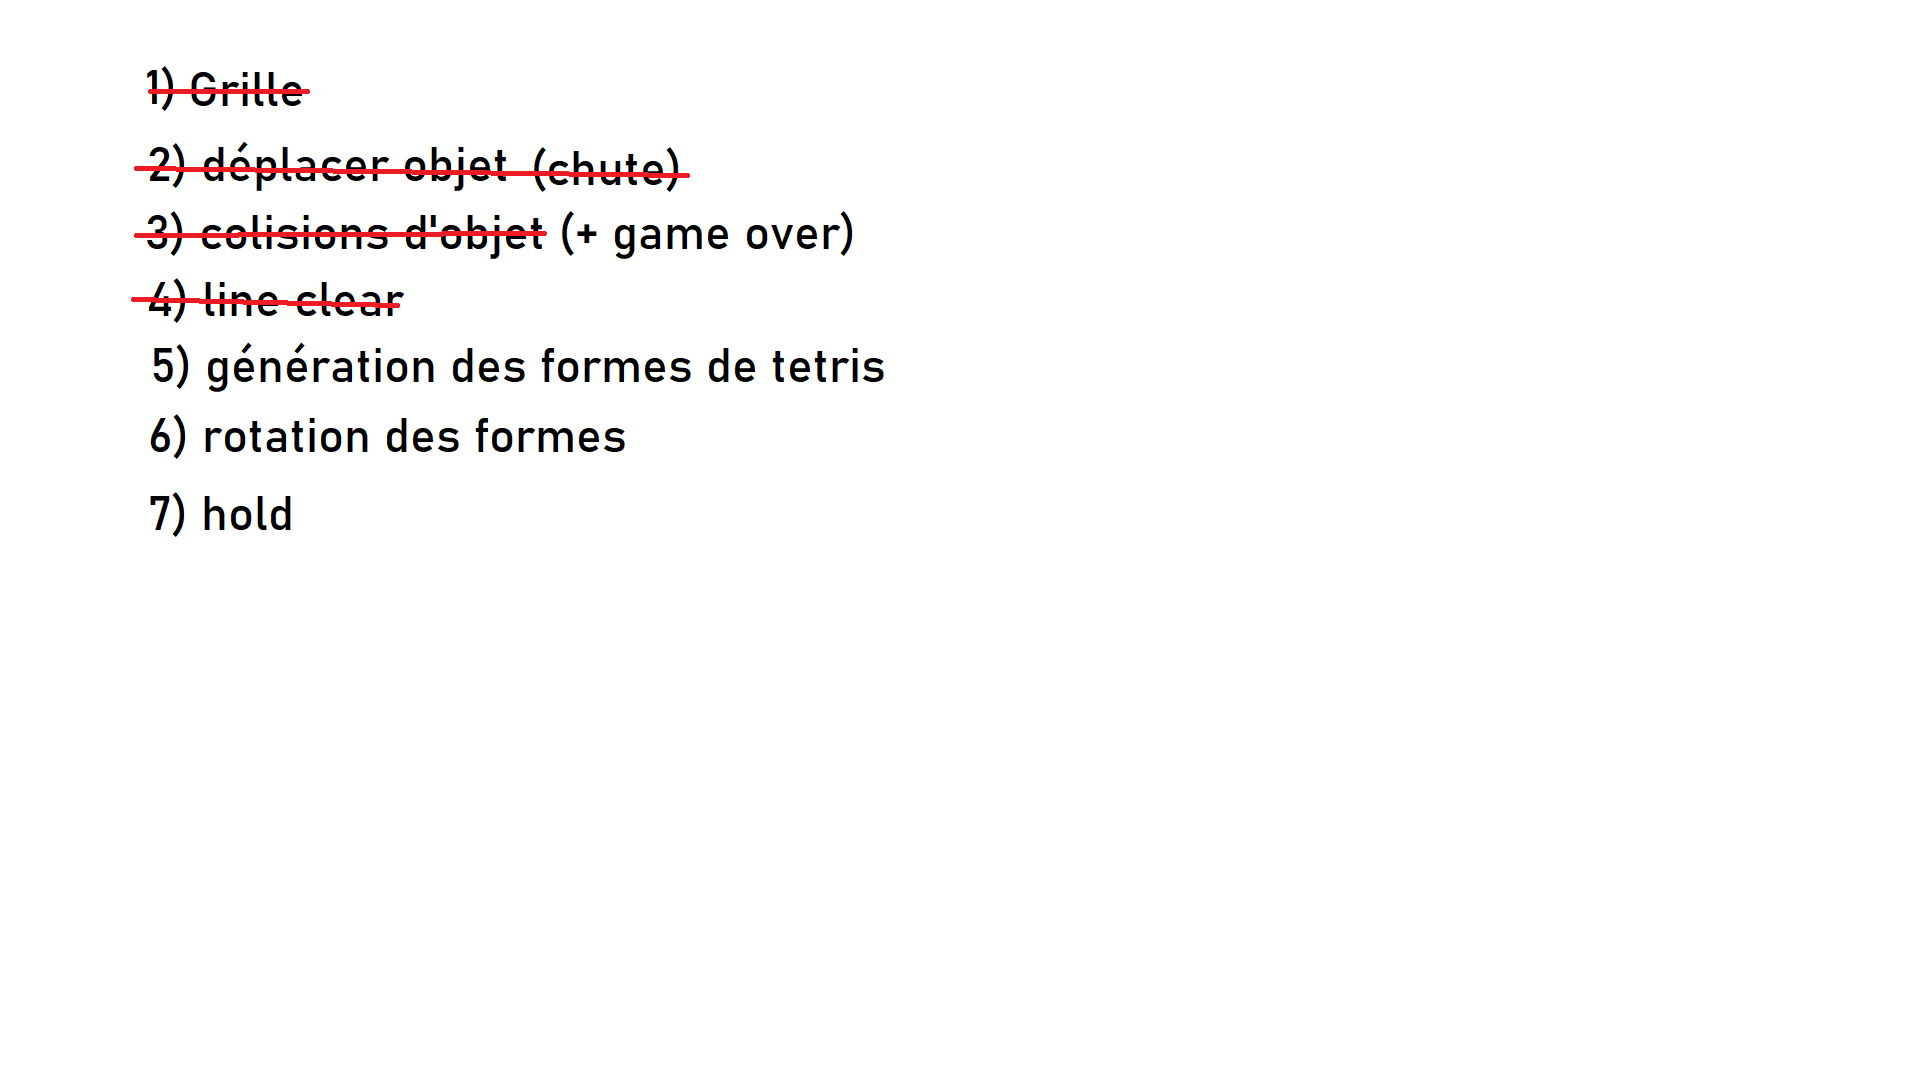 1) Grille
2) déplacer objet (chute)
3) colisions d'objet (+ game over)
4) line clear
5) génération des formes de tetris
6) rotation des formes
7) hold